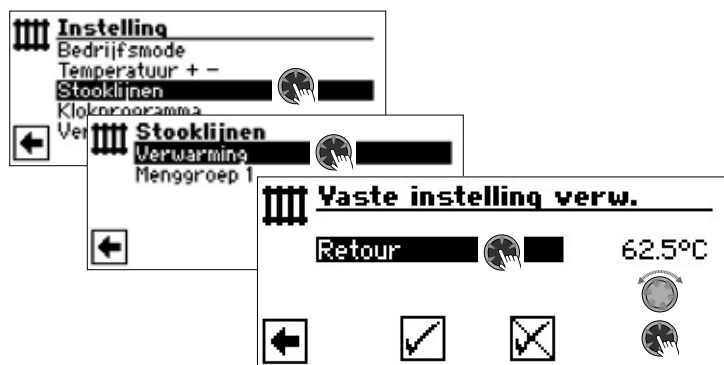 Instelling
Bedrijfsmode
Temperatuur + −
Stooklijnen
Klokprogramma
Stooklijnen
Verwarming
Menggroep 1
Vaste instelling verw.
Retour 62.5°C